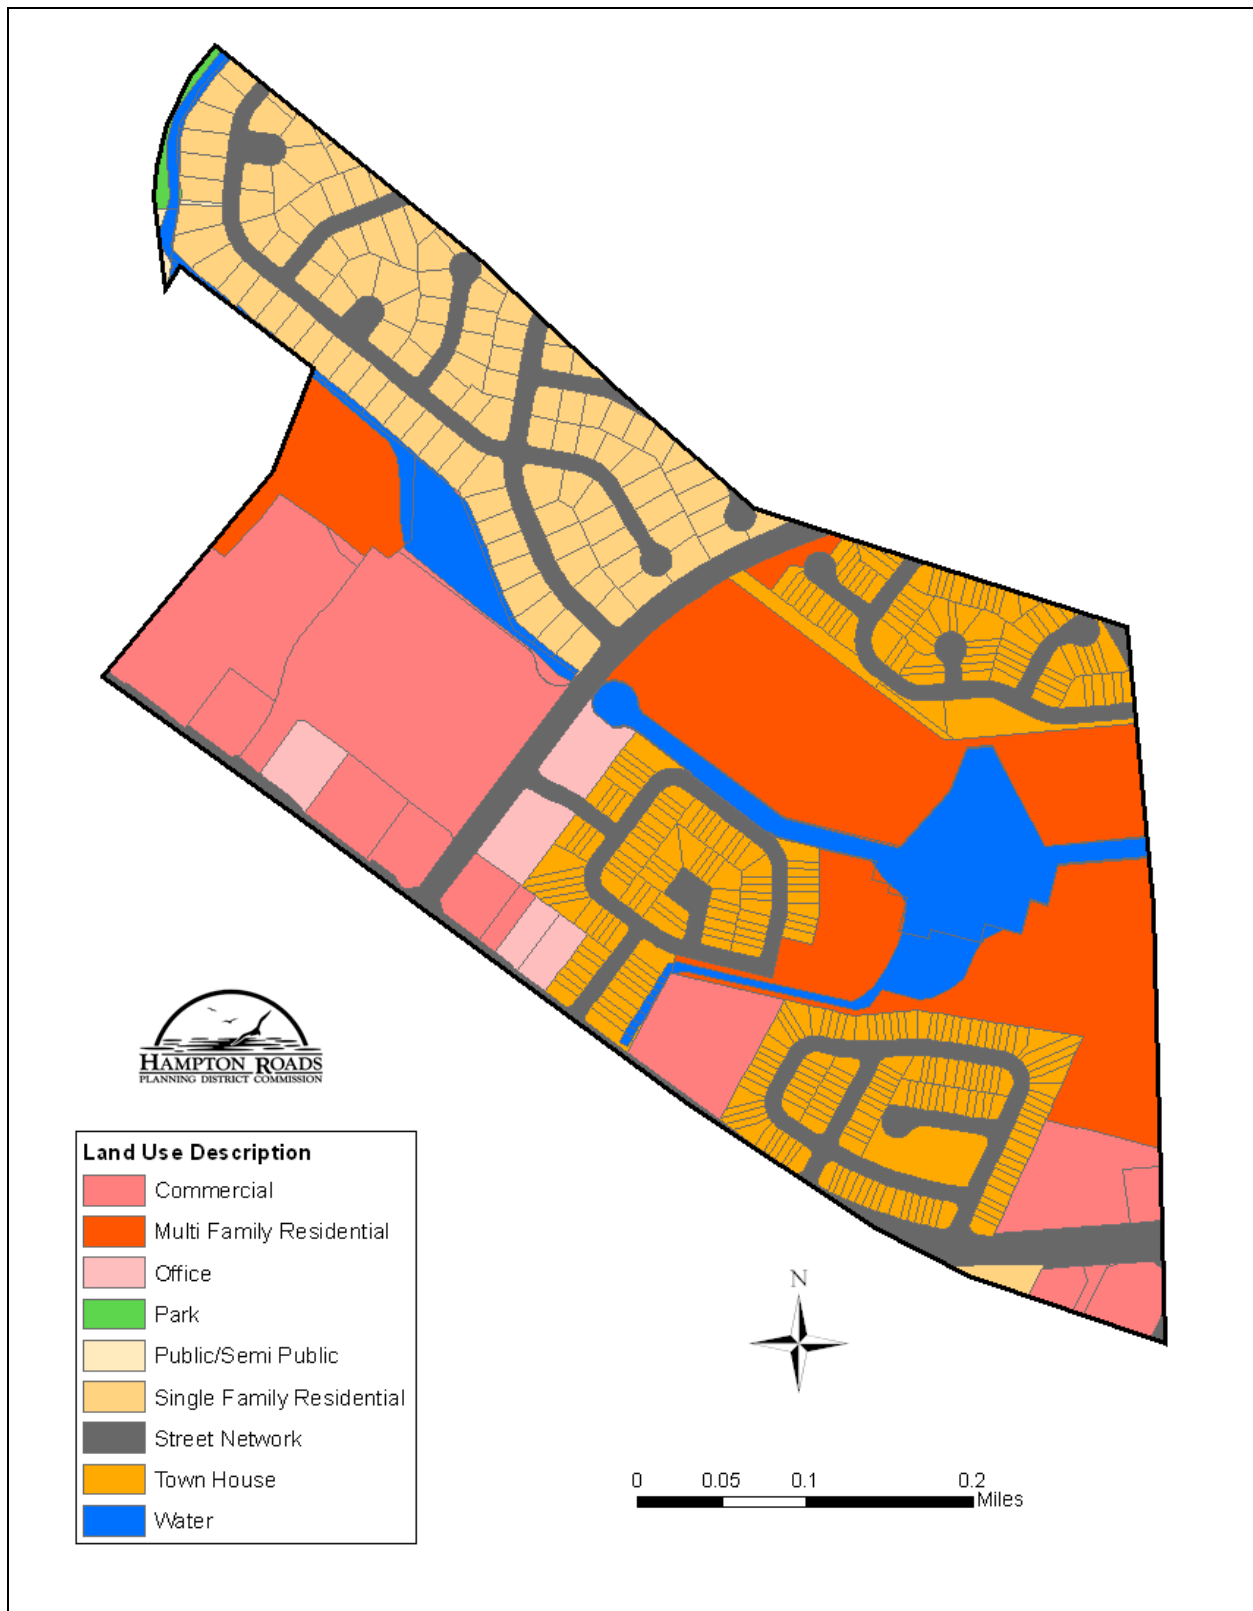 HAMPTON ROADS
PLANNING DISTRICT COMMISSION
Land Use Description
Commercial
Multi Family Residential
Office
Park
Public/Semi Public
Single Family Residential
Street Network
Town House
Water
N
0 0.05 0.1 0.2
Miles